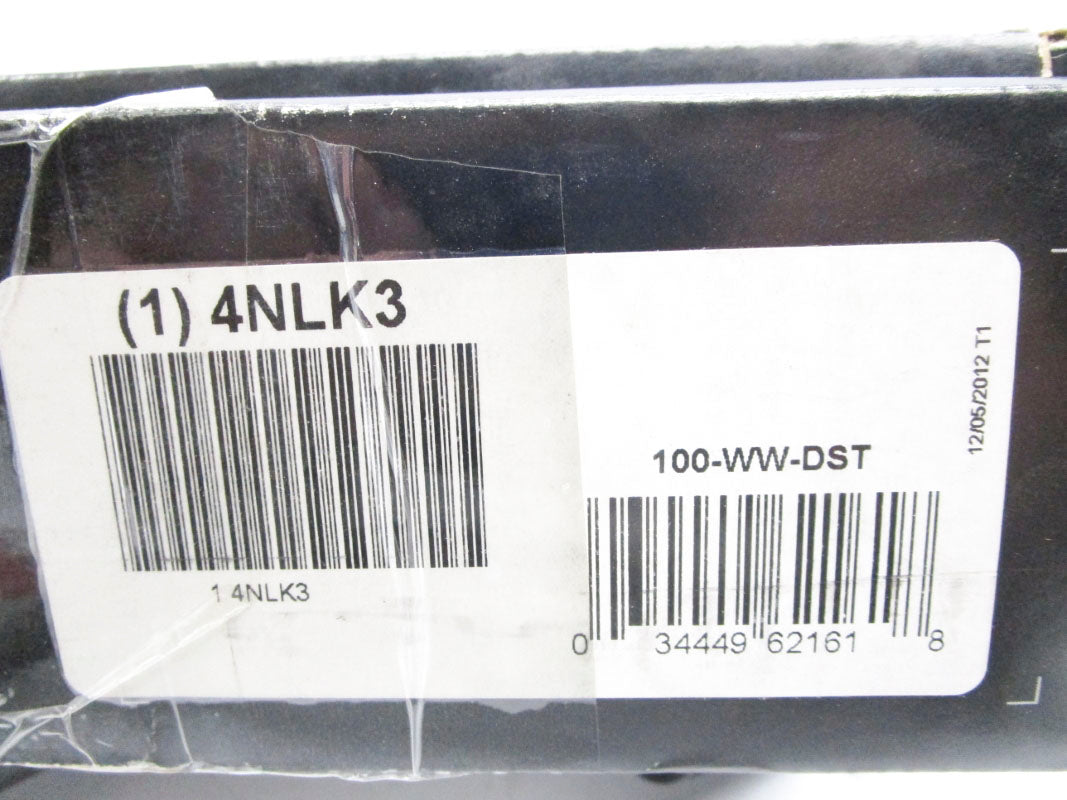 (1) 4NLK3
1 4NLK3
100-WW-DST
0 34449 62161 8
12/05/2012 T1